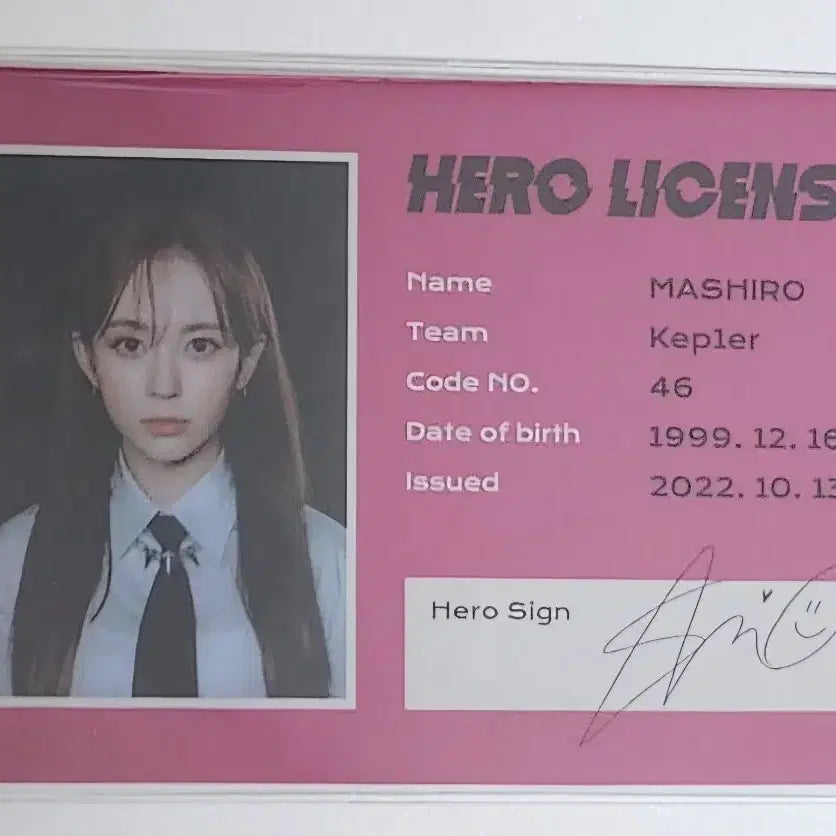 HERO LICENS
Name MASHIRO
Team Kep1er
Code NO. 46
Date of birth 1999. 12. 16
Issued 2022. 10. 13
Hero Sign